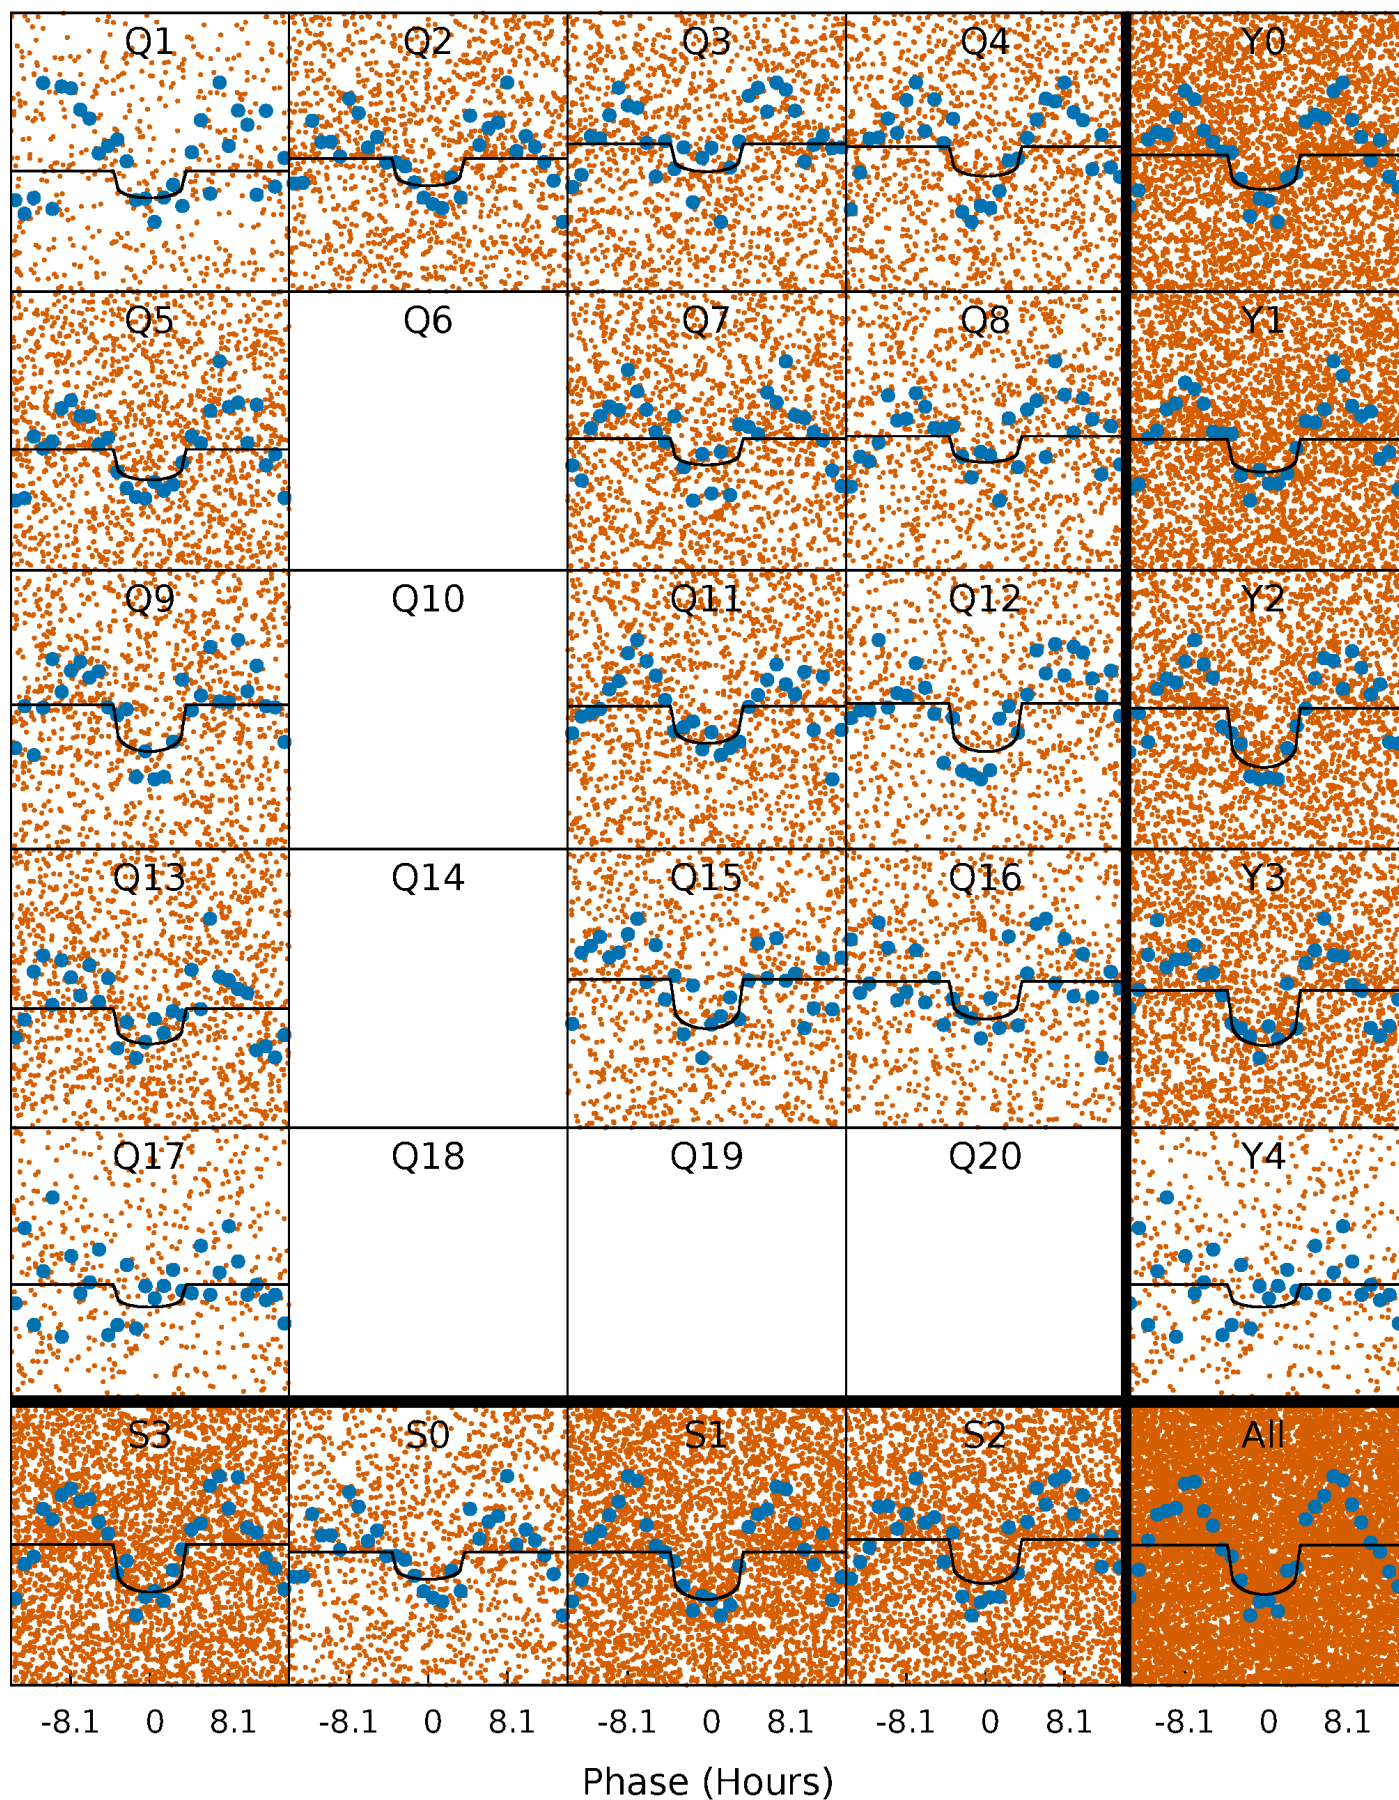 Q1 Q2 Q3 Q4 Y0
Q5 Q6 Q7 Q8 Y1
Q9 Q10 Q11 Q12 Y2
Q13 Q14 Q15 Q16 Y3
Q17 Q18 Q19 Q20 Y4
S3 S0 S1 S2 All
-8.1 0 8.1 -8.1 0 8.1 -8.1 0 8.1 -8.1 0 8.1 -8.1 0 8.1
Phase (Hours)